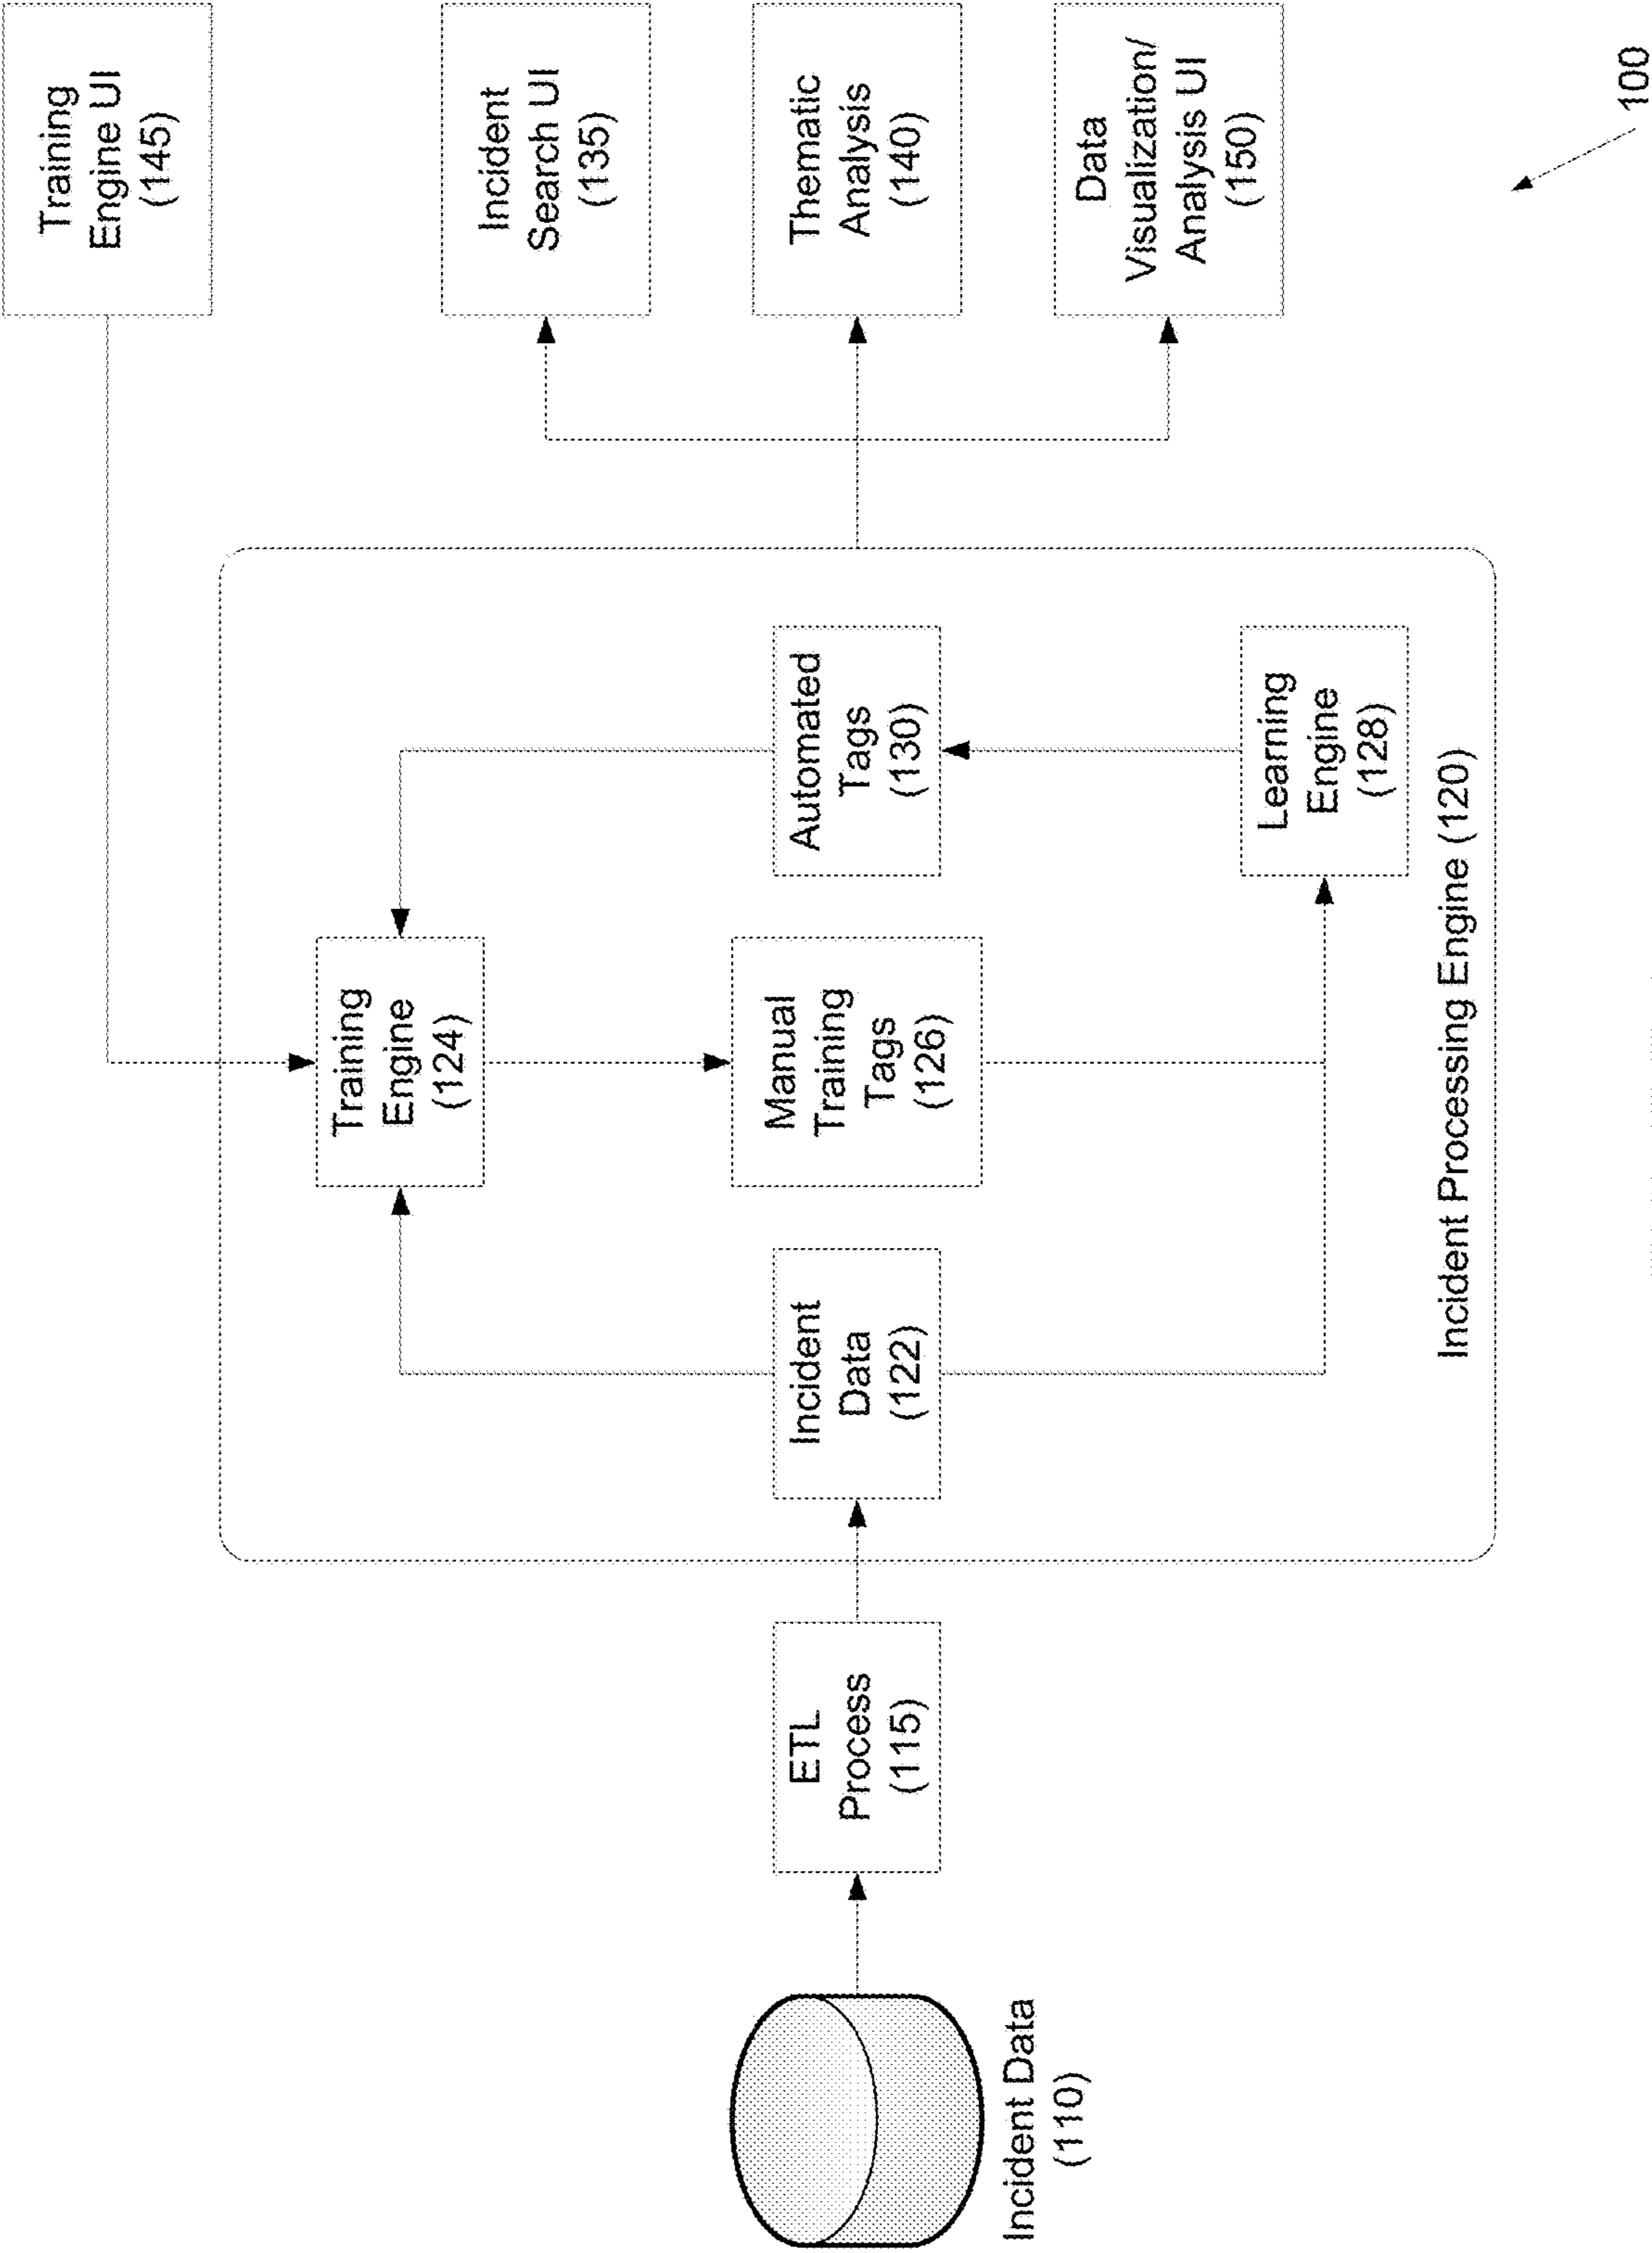 Training
Engine UI
(145)
Incident
Search UI
(135)
Thematic
Analysis
(140)
Data
Visualization/
Analysis UI
(150)
100
Training
Engine
(124)
Automated
Tags
(130)
Manual
Training
Tags
(126)
Learning
Engine
(128)
Incident
Data
(122)
Incident Processing Engine (120)
ETL
Process
(115)
Incident Data
(110)